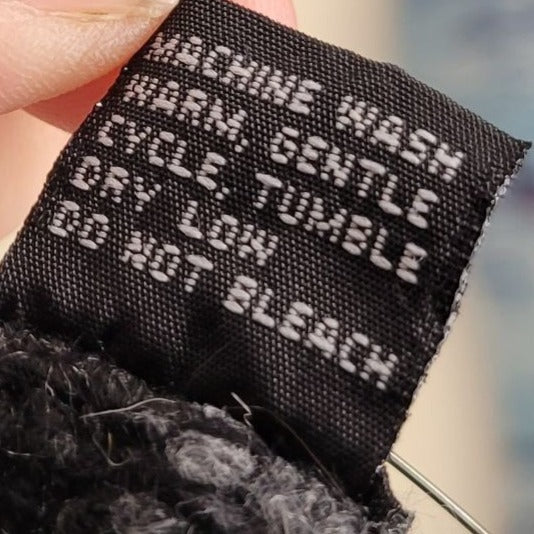 MACHINE WASH
WARM, GENTLE
CYCLE, TUMBLE
DRY LOW
DO NOT BLEACH